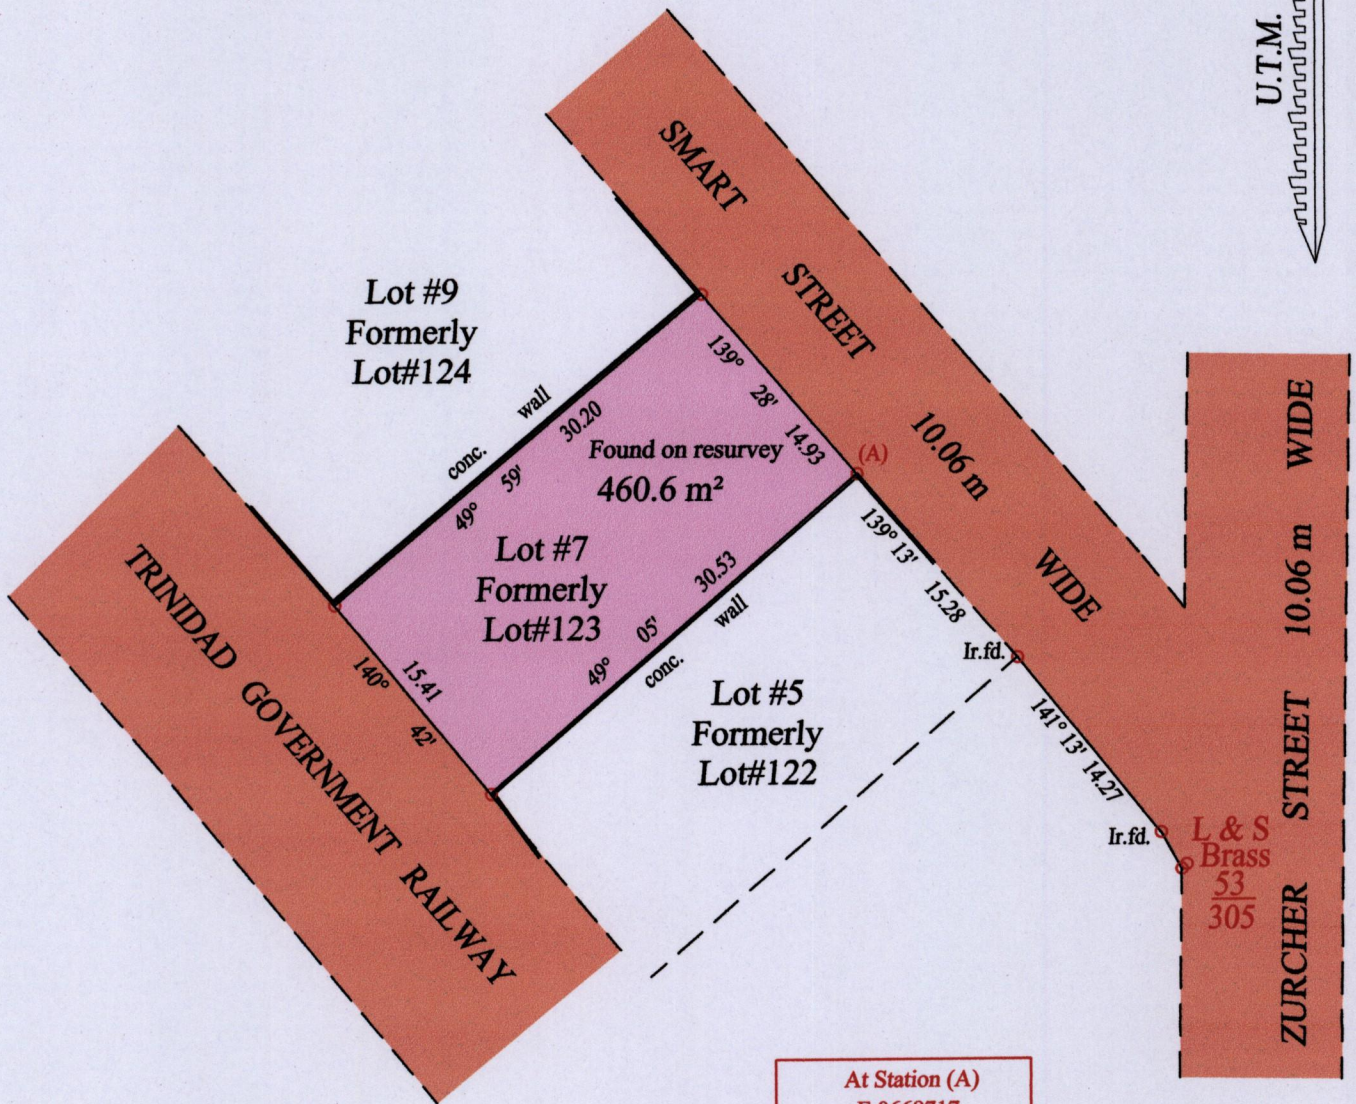 U.T.M.
SMART STREET 10.06 m WIDE
Lot #9
Formerly
Lot#124
conc. wall
49° 59' 30.20
139° 28' 14.93
Found on resurvey
460.6 m²
(A)
Lot #7
Formerly
Lot#123
49° 05' 30.53
conc. wall
140° 15.41
42'
TRINIDAD GOVERNMENT RAILWAY
139° 13' 15.28
Ir.fd.
Lot #5
Formerly
Lot#122
141° 13' 14.27
Ir.fd.
L & S
Brass
53
305
ZURCHER STREET 10.06 m WIDE
At Station (A)